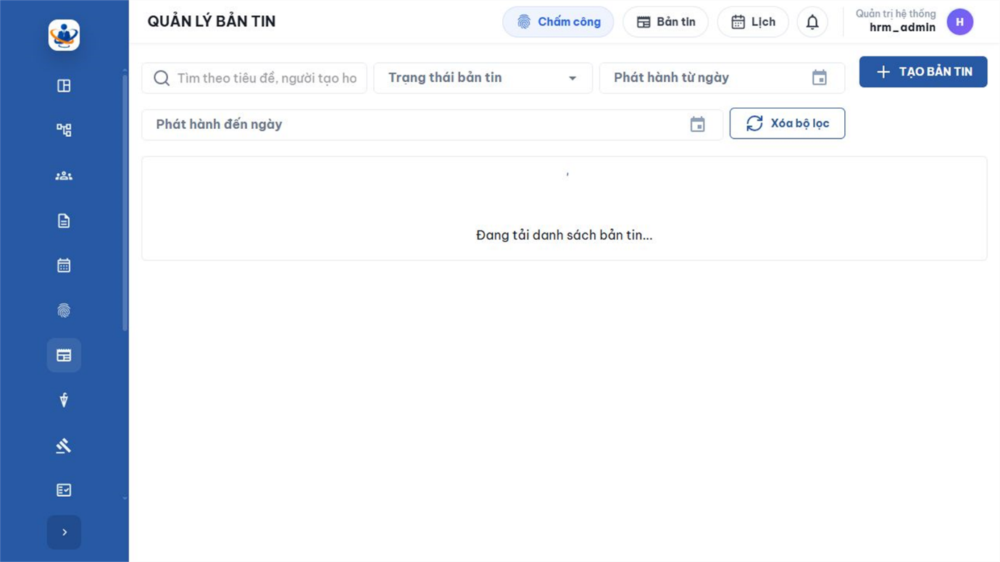 QUẢN LÝ BẢN TIN
Chấm công
Bản tin
Lịch
Quản trị hệ thống
hrm_admin
H
Tìm theo tiêu đề, người tạo ho
Trạng thái bản tin
Phát hành từ ngày
TẠO BẢN TIN
Phát hành đến ngày
Xóa bộ lọc
Đang tải danh sách bản tin...